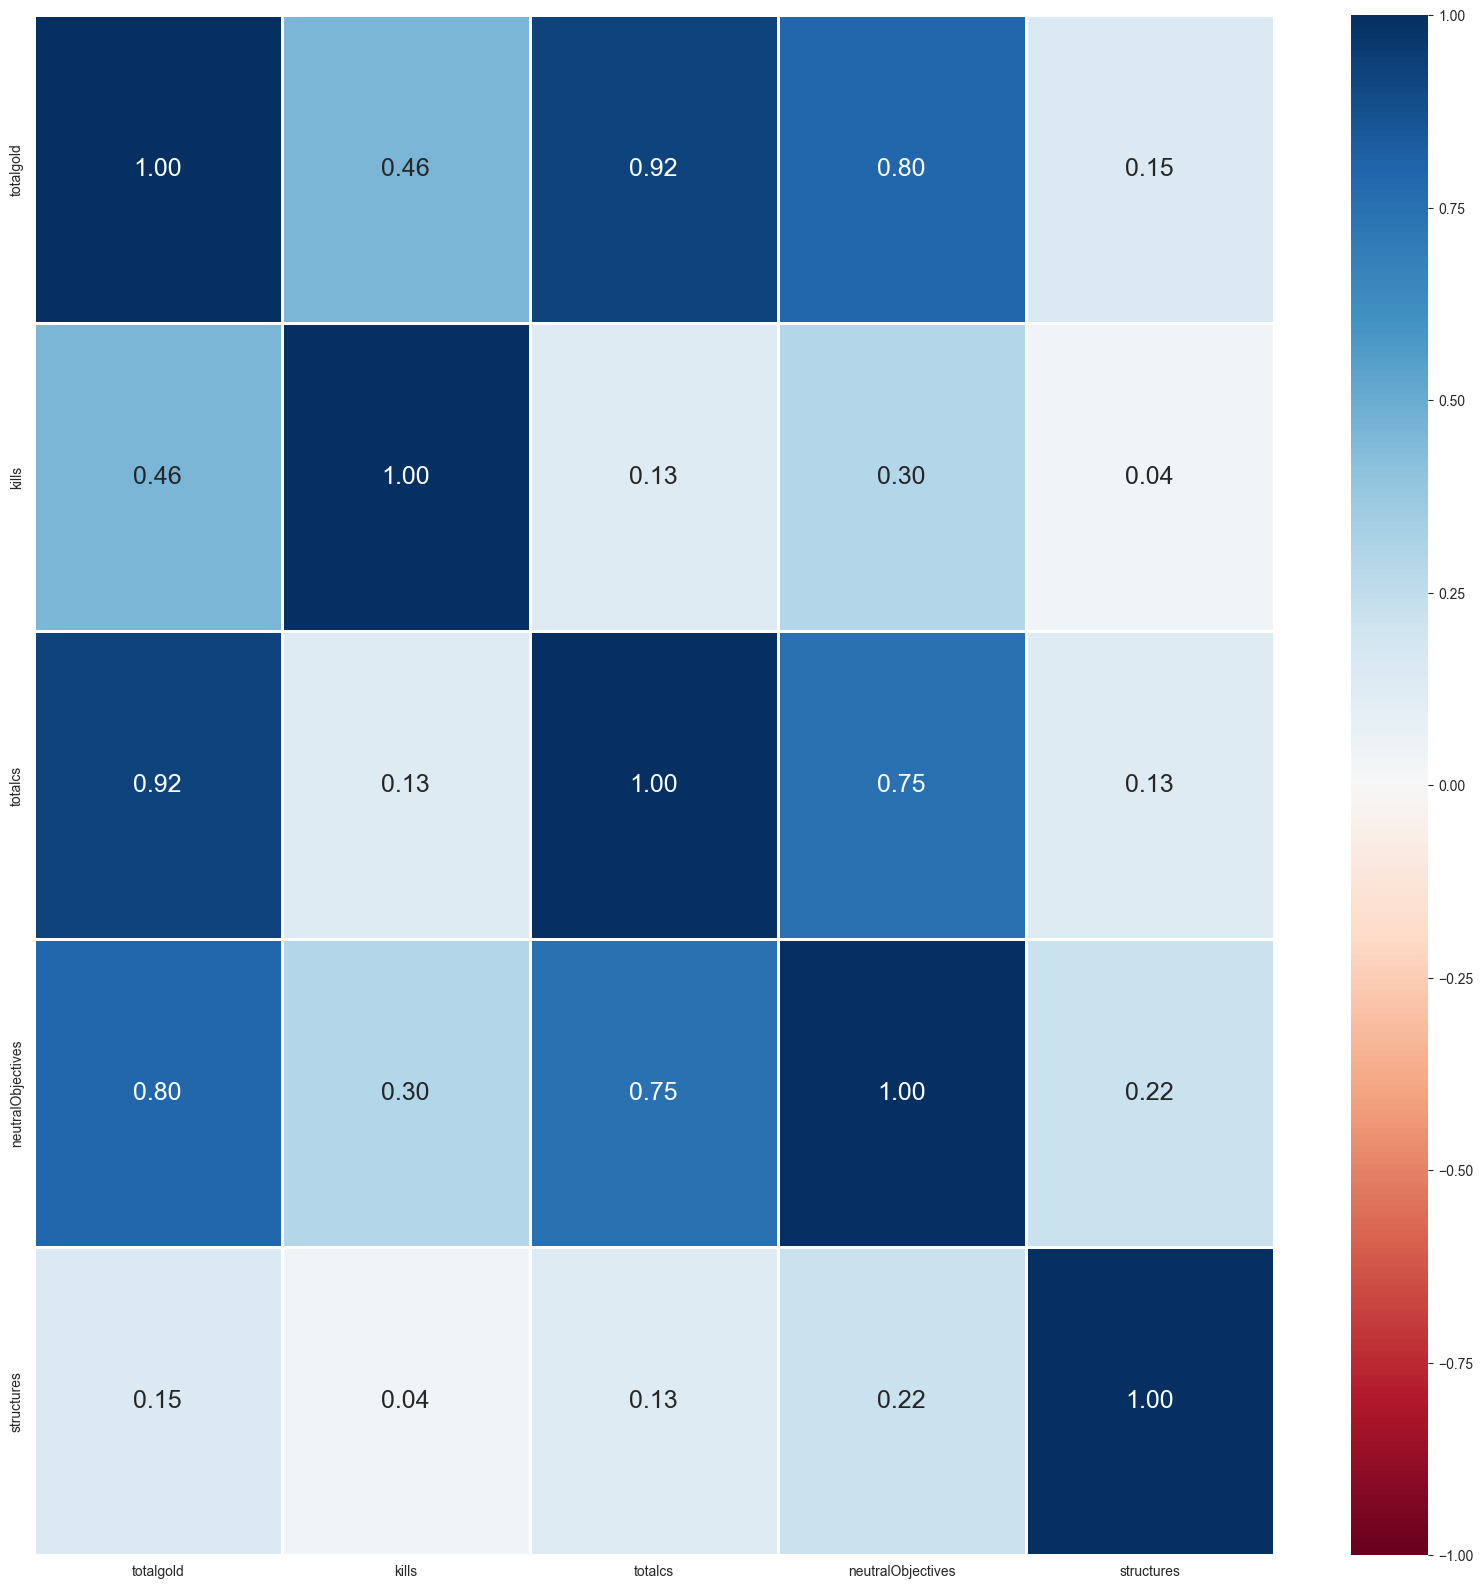 totalgold 1.00 0.46 0.92 0.80 0.15
kills 0.46 1.00 0.13 0.30 0.04
totalcs 0.92 0.13 1.00 0.75 0.13
neutralObjectives 0.80 0.30 0.75 1.00 0.22
structures 0.15 0.04 0.13 0.22 1.00
totalgold kills totalcs neutralObjectives structures
1.00
0.75
0.50
0.25
0.00
−0.25
−0.50
−0.75
−1.00